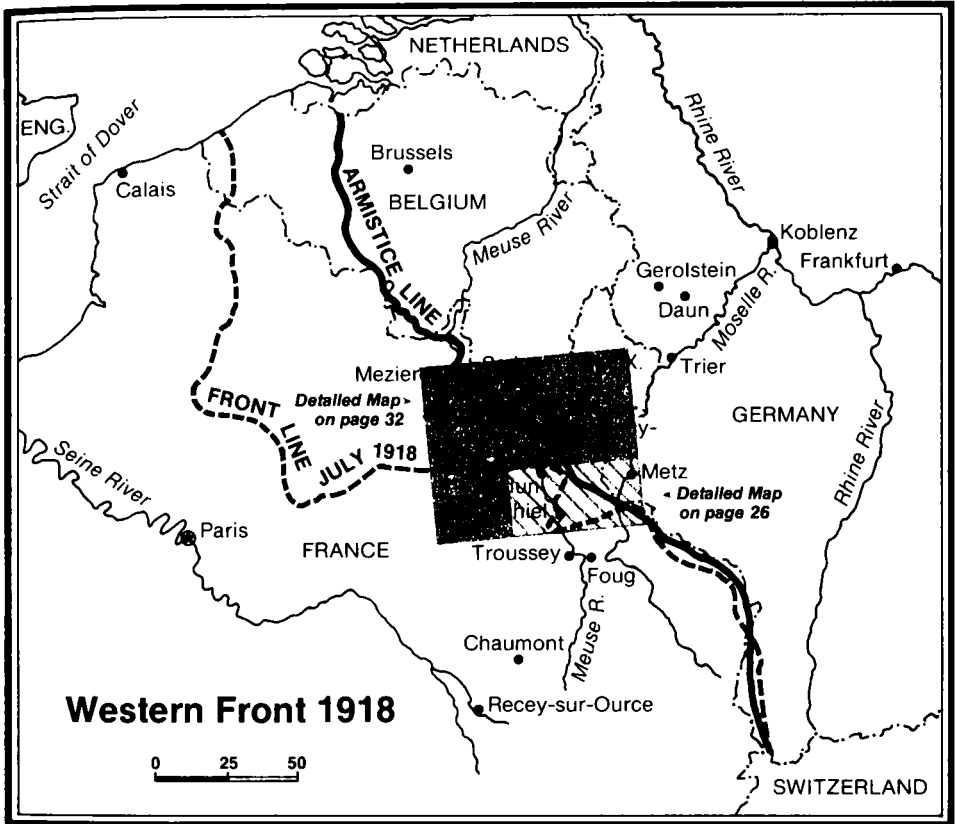 NETHERLANDS
ENG.
Strait of Dover
Calais
Brussels
BELGIUM
ARMISTICE LINE
Meuse River
Rhine River
Koblenz
Frankfurt
Gerolstein
Daun
Moselle R.
Trier
Mezier
Detailed Map
on page 32
FRONT LINE JULY 1918
GERMANY
Rhine River
Seine River
Paris
FRANCE
Metz
Detailed Map
on page 26
Troussey
Foug
Meuse R.
Chaumont
Recey-sur-Ource
Western Front 1918
0 25 50
SWITZERLAND